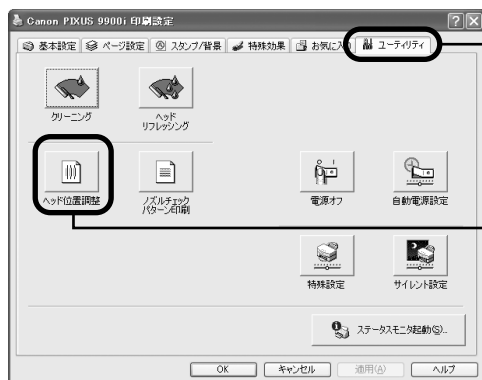 Canon PIXUS 9900i 印刷設定
基本設定 ページ設定 スタンプ/背景 特殊効果 お気に入り ユーティリティ
クリーニング
ヘッド
リフレッシング
ヘッド位置調整
ノズルチェック
パターン印刷
電源オフ
自動電源設定
特殊設定
サイレント設定
ステータスモニタ起動(S)...
OK キャンセル 適用(A) ヘルプ